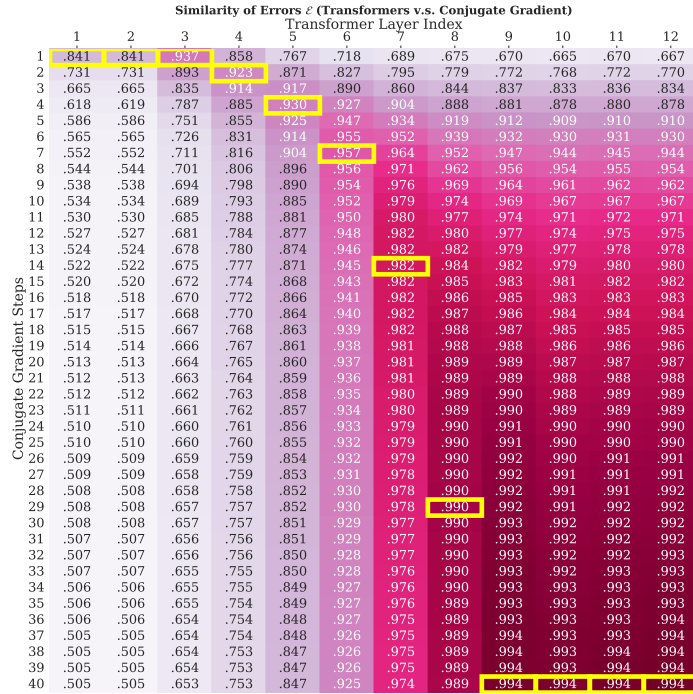 Similarity of Errors ℰ (Transformers v.s. Conjugate Gradient)
Transformer Layer Index
1 2 3 4 5 6 7 8 9 10 11 12
Conjugate Gradient Steps
1 .841 .841 .937 .858 .767 .718 .689 .675 .670 .665 .670 .667
2 .731 .731 .893 .923 .871 .827 .795 .779 .772 .768 .772 .770
3 .665 .665 .835 .914 .917 .890 .860 .844 .837 .833 .836 .834
4 .618 .619 .787 .885 .930 .927 .904 .888 .881 .878 .880 .878
5 .586 .586 .751 .855 .925 .947 .934 .919 .912 .909 .910 .910
6 .565 .565 .726 .831 .914 .955 .952 .939 .932 .930 .931 .930
7 .552 .552 .711 .816 .904 .957 .964 .952 .947 .944 .945 .944
8 .544 .544 .701 .806 .896 .956 .971 .962 .956 .954 .955 .954
9 .538 .538 .694 .798 .890 .954 .976 .969 .964 .961 .962 .962
10 .534 .534 .689 .793 .885 .952 .979 .974 .969 .967 .967 .967
11 .530 .530 .685 .788 .881 .950 .980 .977 .974 .971 .972 .971
12 .527 .527 .681 .784 .877 .948 .982 .980 .977 .974 .975 .975
13 .524 .524 .678 .780 .874 .946 .982 .982 .979 .977 .978 .978
14 .522 .522 .675 .777 .871 .945 .982 .984 .982 .979 .980 .980
15 .520 .520 .672 .774 .868 .943 .982 .985 .983 .981 .982 .982
16 .518 .518 .670 .772 .866 .941 .982 .986 .985 .983 .983 .983
17 .517 .517 .668 .770 .864 .940 .982 .987 .986 .984 .984 .984
18 .515 .515 .667 .768 .863 .939 .982 .988 .987 .985 .985 .985
19 .514 .514 .666 .767 .861 .938 .981 .988 .988 .986 .986 .986
20 .513 .513 .664 .765 .860 .937 .981 .989 .989 .987 .987 .987
21 .512 .513 .663 .764 .859 .936 .981 .989 .989 .988 .988 .988
22 .512 .512 .662 .763 .858 .935 .980 .989 .990 .988 .989 .989
23 .511 .511 .661 .762 .857 .934 .980 .989 .990 .989 .989 .989
24 .510 .510 .660 .761 .856 .933 .979 .990 .991 .990 .990 .990
25 .510 .510 .660 .760 .855 .932 .979 .990 .991 .990 .990 .990
26 .509 .509 .659 .759 .854 .932 .979 .990 .992 .990 .991 .991
27 .509 .509 .658 .759 .853 .931 .978 .990 .992 .991 .991 .991
28 .508 .508 .658 .758 .852 .930 .978 .990 .992 .991 .991 .992
29 .508 .508 .657 .757 .852 .930 .978 .990 .992 .991 .992 .992
30 .508 .508 .657 .757 .851 .929 .977 .990 .993 .992 .992 .992
31 .507 .507 .656 .756 .851 .929 .977 .990 .993 .992 .992 .992
32 .507 .507 .656 .756 .850 .928 .977 .990 .993 .992 .992 .993
33 .507 .507 .655 .755 .850 .928 .976 .990 .993 .992 .993 .993
34 .506 .506 .655 .755 .849 .927 .976 .990 .993 .993 .993 .993
35 .506 .506 .655 .754 .849 .927 .976 .989 .993 .993 .993 .993
36 .506 .506 .654 .754 .848 .927 .975 .989 .993 .993 .993 .994
37 .505 .505 .654 .754 .848 .926 .975 .989 .994 .993 .993 .994
38 .505 .505 .654 .753 .847 .926 .975 .989 .994 .993 .994 .994
39 .505 .505 .654 .753 .847 .926 .975 .989 .994 .993 .994 .994
40 .505 .505 .653 .753 .847 .925 .974 .989 .994 .994 .994 .994